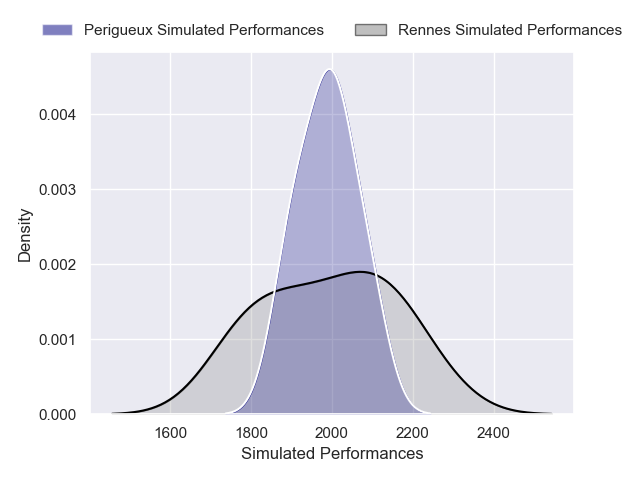 Perigueux Simulated Performances
Rennes Simulated Performances
0.004
0.003
0.002
0.001
0.000
Density
1600 1800 2000 2200 2400
Simulated Performances